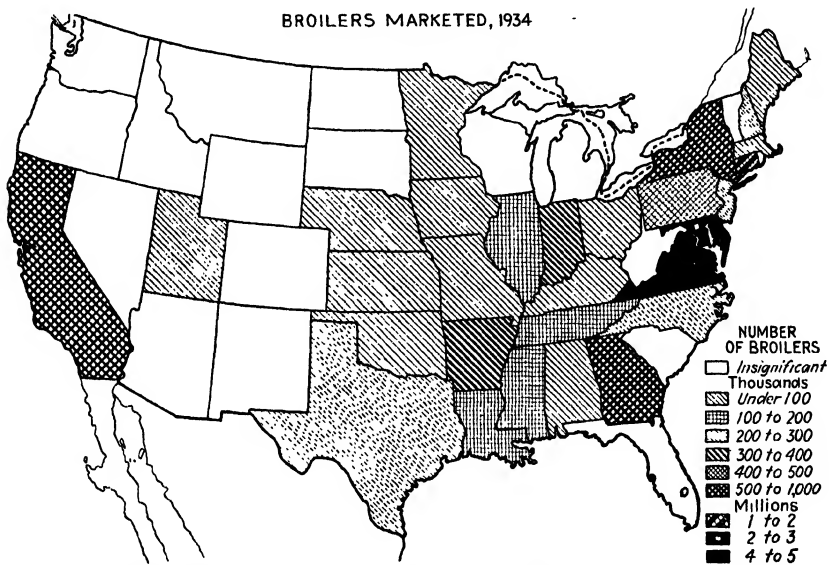 BROILERS MARKETED, 1934
NUMBER
OF BROILERS
Insignificant
Thousands
Under 100
100 to 200
200 to 300
300 to 400
400 to 500
500 to 1,000
Millions
1 to 2
2 to 3
4 to 5